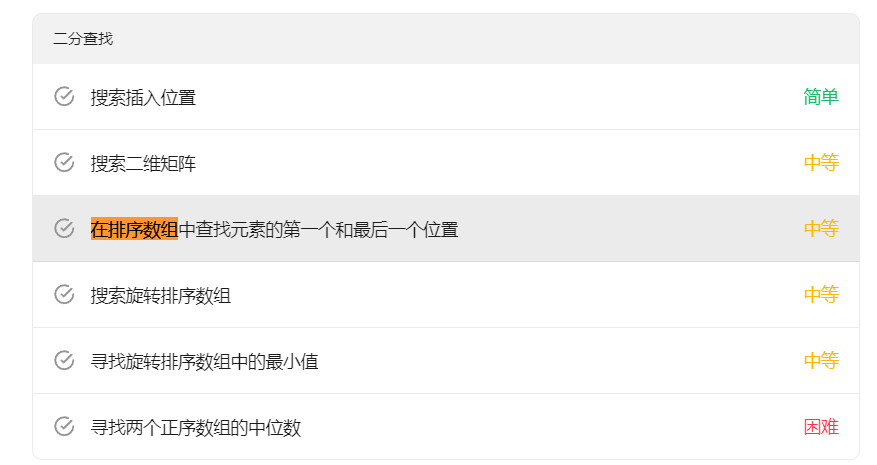 二分查找
搜索插入位置 简单
搜索二维矩阵 中等
在排序数组中查找元素的第一个和最后一个位置 中等
搜索旋转排序数组 中等
寻找旋转排序数组中的最小值 中等
寻找两个正序数组的中位数 困难